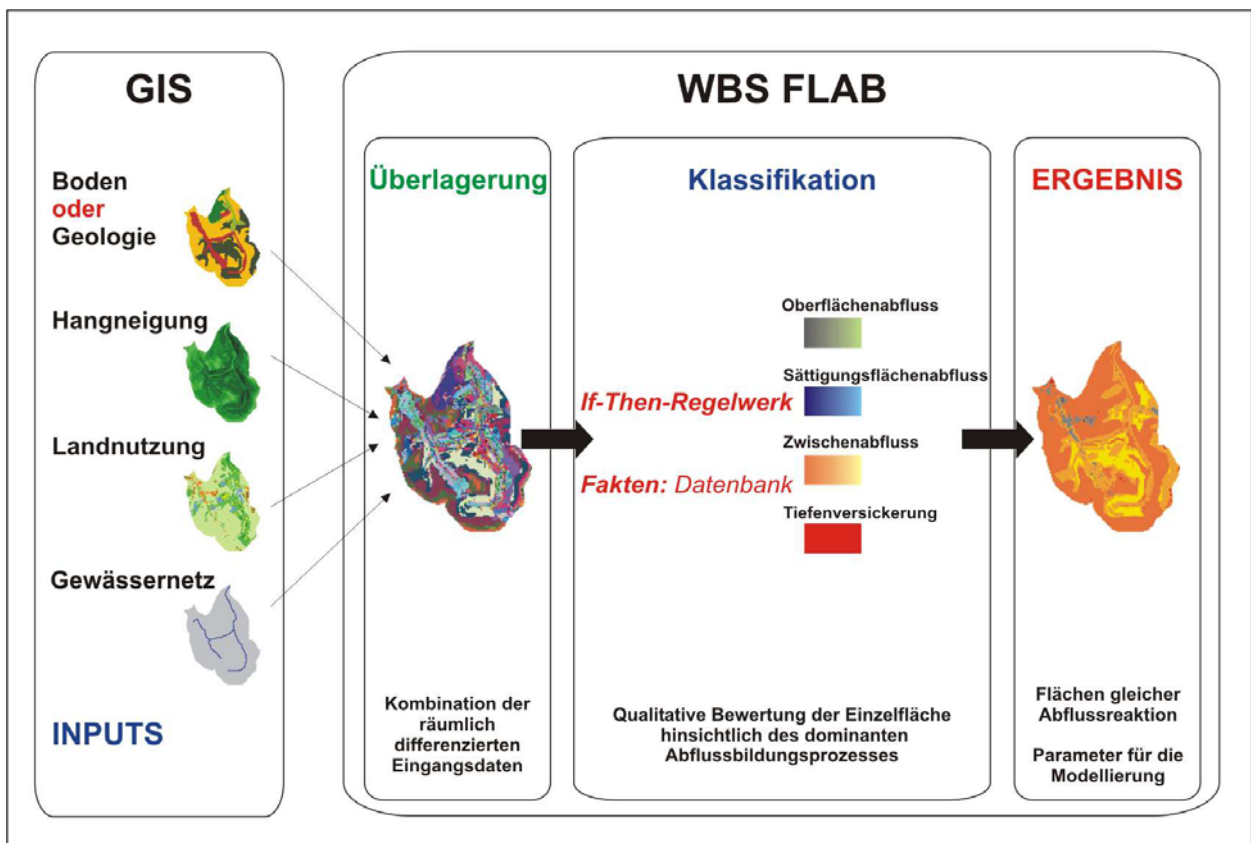 GIS
Boden
oder
Geologie
Hangneigung
Landnutzung
Gewässernetz
INPUTS
WBS FLAB
Überlagerung
Kombination der
räumlich
differenzierten
Eingangsdaten
Klassifikation
If-Then-Regelwerk
Fakten: Datenbank
Oberflächenabfluss
Sättigungsflächenabfluss
Zwischenabfluss
Tiefenversickerung
Qualitative Bewertung der Einzelfläche
hinsichtlich des dominanten
Abflussbildungsprozesses
ERGEBNIS
Flächen gleicher
Abflussreaktion
Parameter für die
Modellierung